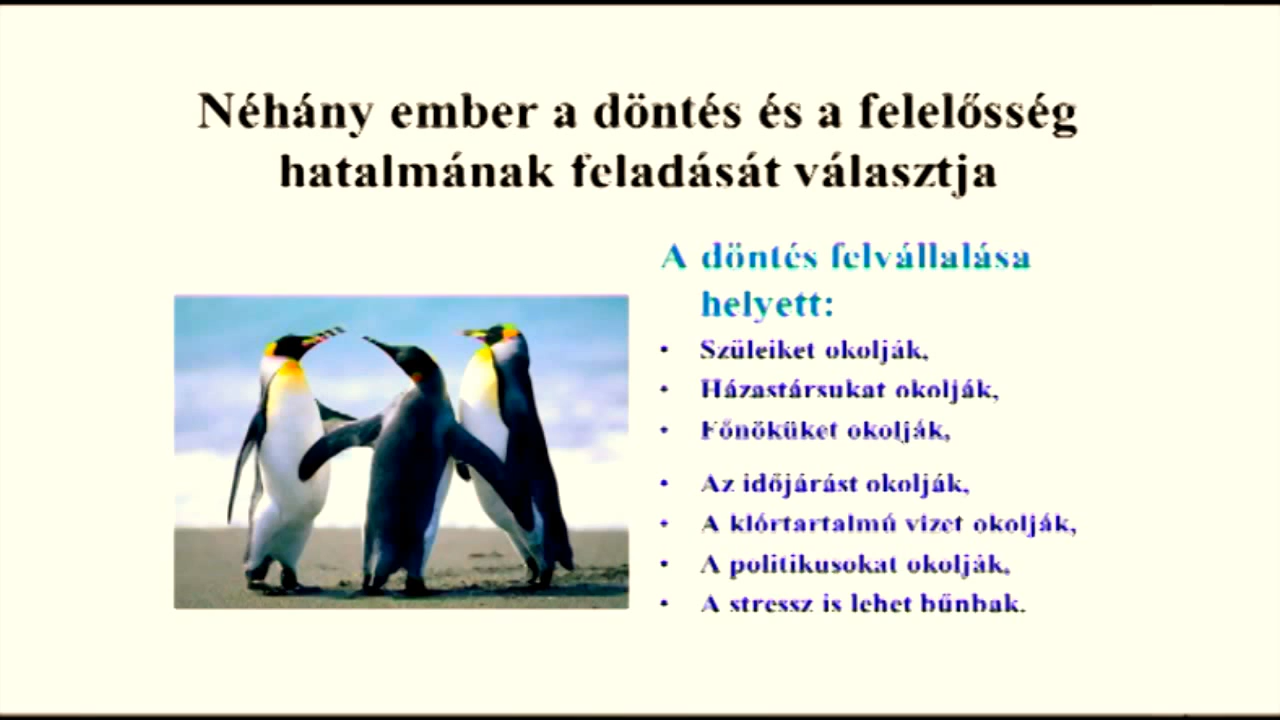 Néhány ember a döntés és a felelősség
hatalmának feladását választja
A döntés felvállalása
helyett:
• Szüleiket okolják,
• Házastársukat okolják,
• Főnöküket okolják,
• Az időjárást okolják,
• A klórtartalmú vizet okolják,
• A politikusokat okolják,
• A stressz is lehet bűnbak.